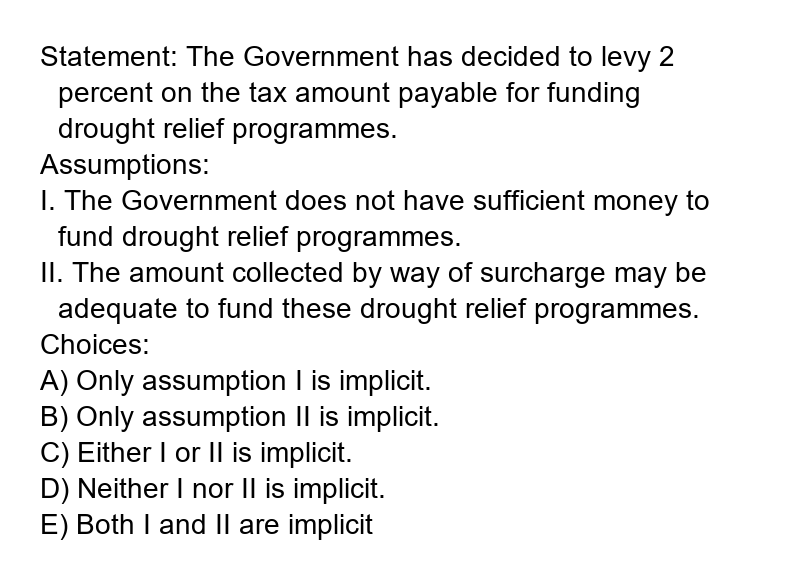 Statement: The Government has decided to levy 2
percent on the tax amount payable for funding
drought relief programmes.
Assumptions:
I. The Government does not have sufficient money to
fund drought relief programmes.
II. The amount collected by way of surcharge may be
adequate to fund these drought relief programmes.
Choices:
A) Only assumption I is implicit.
B) Only assumption II is implicit.
C) Either I or II is implicit.
D) Neither I nor II is implicit.
E) Both I and II are implicit